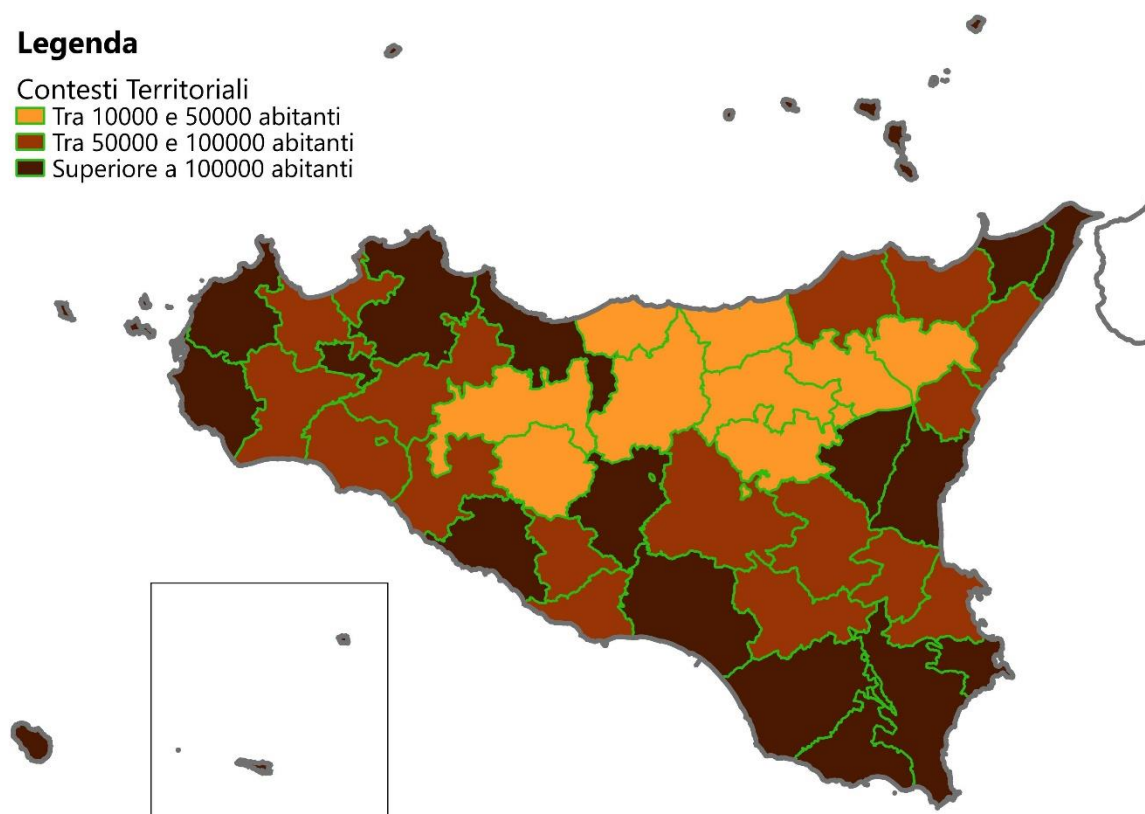 Legenda
Contesti Territoriali
Tra 10000 e 50000 abitanti
Tra 50000 e 100000 abitanti
Superiore a 100000 abitanti